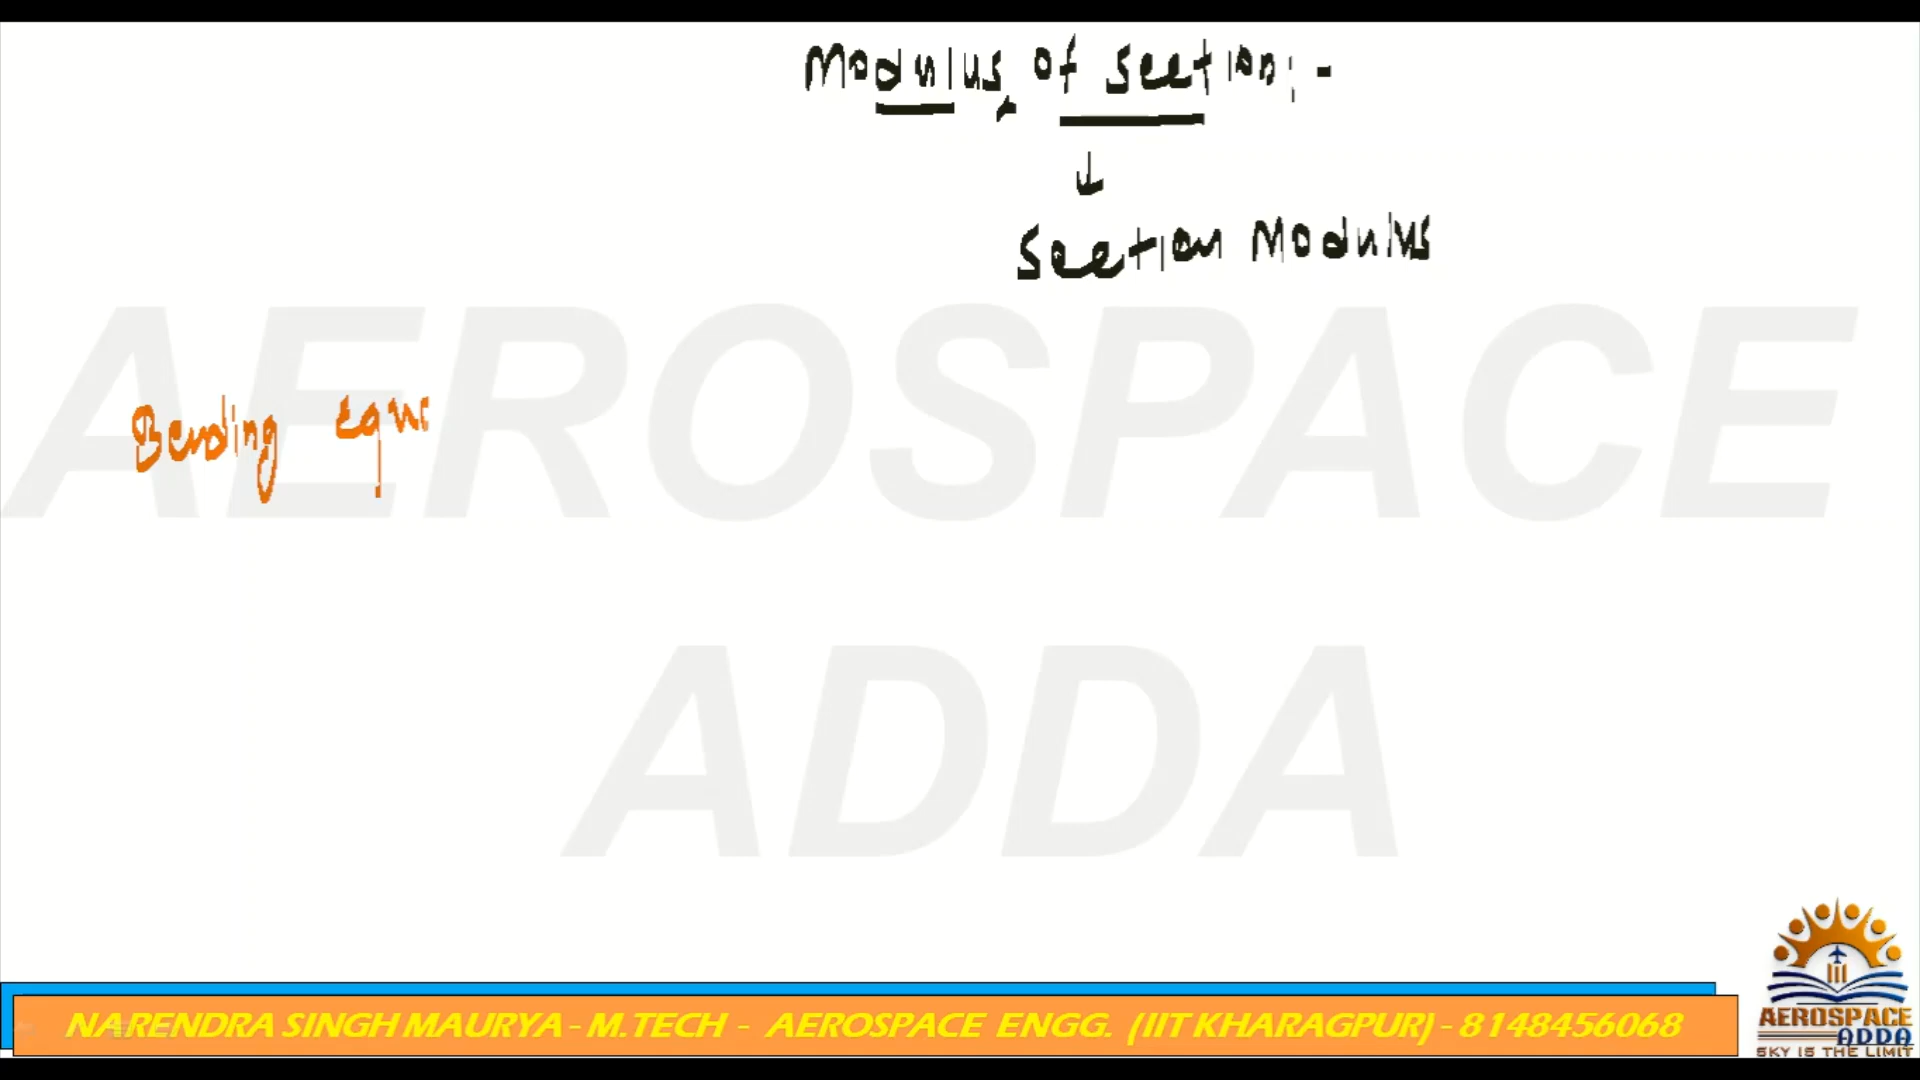 Modulus of Section :-
↓
Section Modulus
AEROSPACE
Bending equa
ADDA
NARENDRA SINGH MAURYA - M.TECH - AEROSPACE ENGG. (IIT KHARAGPUR) - 8148456068
AEROSPACE
ADDA
SKY IS THE LIMIT